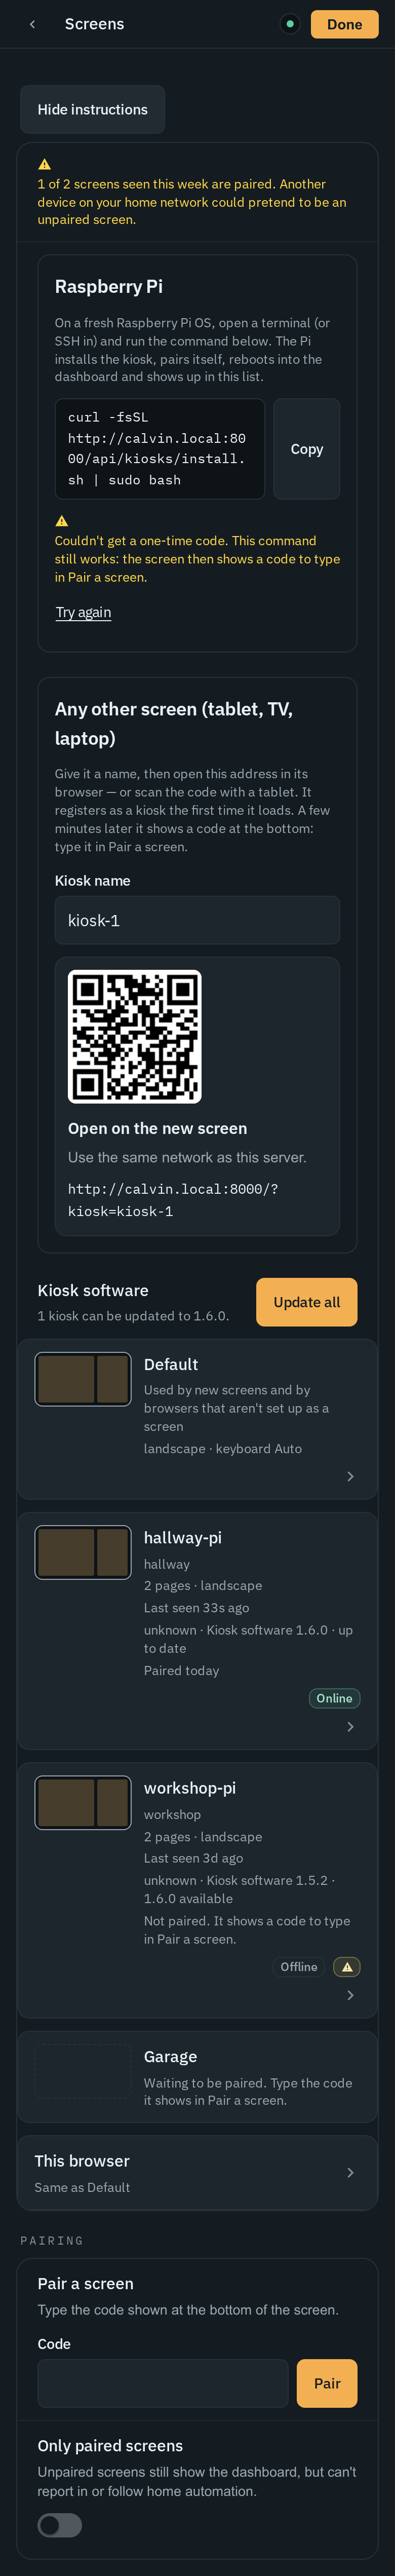 Screens
Done
Hide instructions
1 of 2 screens seen this week are paired. Another
device on your home network could pretend to be an
unpaired screen.
Raspberry Pi
On a fresh Raspberry Pi OS, open a terminal (or
SSH in) and run the command below. The Pi
installs the kiosk, pairs itself, reboots into the
dashboard and shows up in this list.
curl -fsSL
http://calvin.local:80
00/api/kiosks/install.
sh | sudo bash
Copy
Couldn't get a one-time code. This command
still works: the screen then shows a code to type
in Pair a screen.
Try again
Any other screen (tablet, TV,
laptop)
Give it a name, then open this address in its
browser — or scan the code with a tablet. It
registers as a kiosk the first time it loads. A few
minutes later it shows a code at the bottom:
type it in Pair a screen.
Kiosk name
kiosk-1
Open on the new screen
Use the same network as this server.
http://calvin.local:8000/?
kiosk=kiosk-1
Kiosk software
1 kiosk can be updated to 1.6.0.
Update all
Default
Used by new screens and by
browsers that aren't set up as a
screen
landscape · keyboard Auto
hallway-pi
hallway
2 pages · landscape
Last seen 33s ago
unknown · Kiosk software 1.6.0 · up
to date
Paired today
Online
workshop-pi
workshop
2 pages · landscape
Last seen 3d ago
unknown · Kiosk software 1.5.2 ·
1.6.0 available
Not paired. It shows a code to type
in Pair a screen.
Offline
Garage
Waiting to be paired. Type the code
it shows in Pair a screen.
This browser
Same as Default
PAIRING
Pair a screen
Type the code shown at the bottom of the screen.
Code
Pair
Only paired screens
Unpaired screens still show the dashboard, but can't
report in or follow home automation.